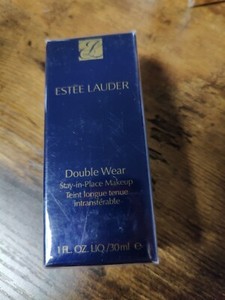 ESTĒE LAUDER
Double Wear
Stay-in-Place Makeup
Teint longue tenue
Intransférable
1 FL. OZ. LIQ./30ml e